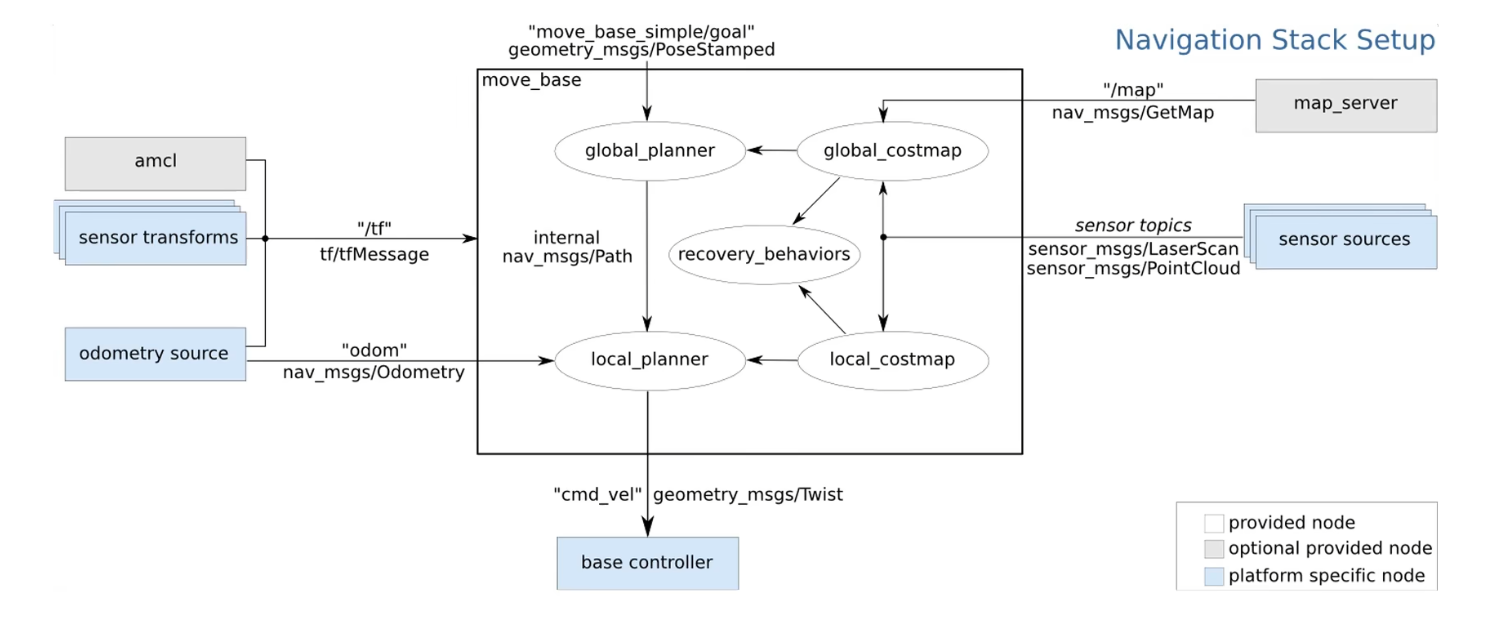 "move_base_simple/goal"
geometry_msgs/PoseStamped
Navigation Stack Setup
move_base
"/map"
nav_msgs/GetMap
map_server
amcl
global_planner
global_costmap
sensor transforms
"/tf"
tf/tfMessage
internal
nav_msgs/Path
recovery_behaviors
sensor topics
sensor_msgs/LaserScan
sensor_msgs/PointCloud
sensor sources
odometry source
"odom"
nav_msgs/Odometry
local_planner
local_costmap
"cmd_vel" geometry_msgs/Twist
base controller
provided node
optional provided node
platform specific node